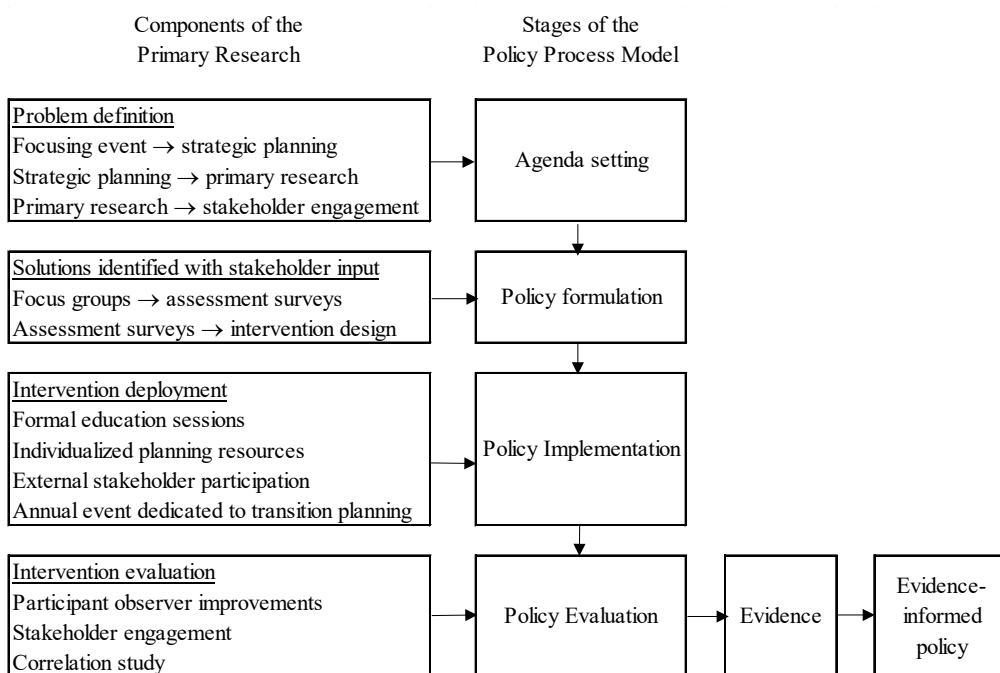 Components of the
Primary Research
Stages of the
Policy Process Model
Problem definition
Focusing event → strategic planning
Strategic planning → primary research
Primary research → stakeholder engagement
Agenda setting
Solutions identified with stakeholder input
Focus groups → assessment surveys
Assessment surveys → intervention design
Policy formulation
Intervention deployment
Formal education sessions
Individualized planning resources
External stakeholder participation
Annual event dedicated to transition planning
Policy Implementation
Intervention evaluation
Participant observer improvements
Stakeholder engagement
Correlation study
Policy Evaluation
Evidence
Evidence-
informed
policy